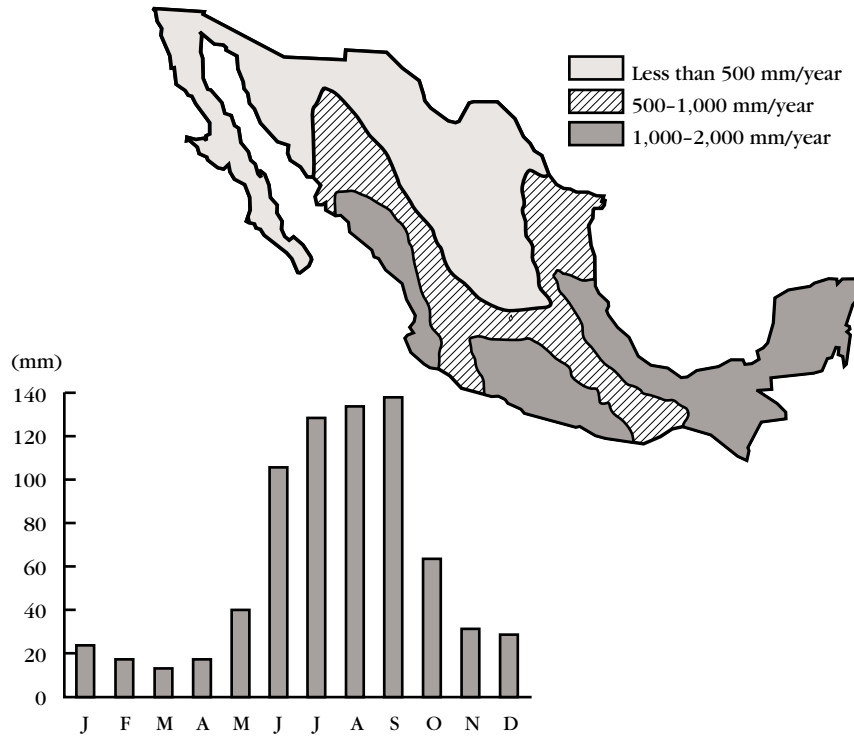 Less than 500 mm/year
500–1,000 mm/year
1,000–2,000 mm/year
(mm)
140
120
100
80
60
40
20
0
J F M A M J J A S O N D